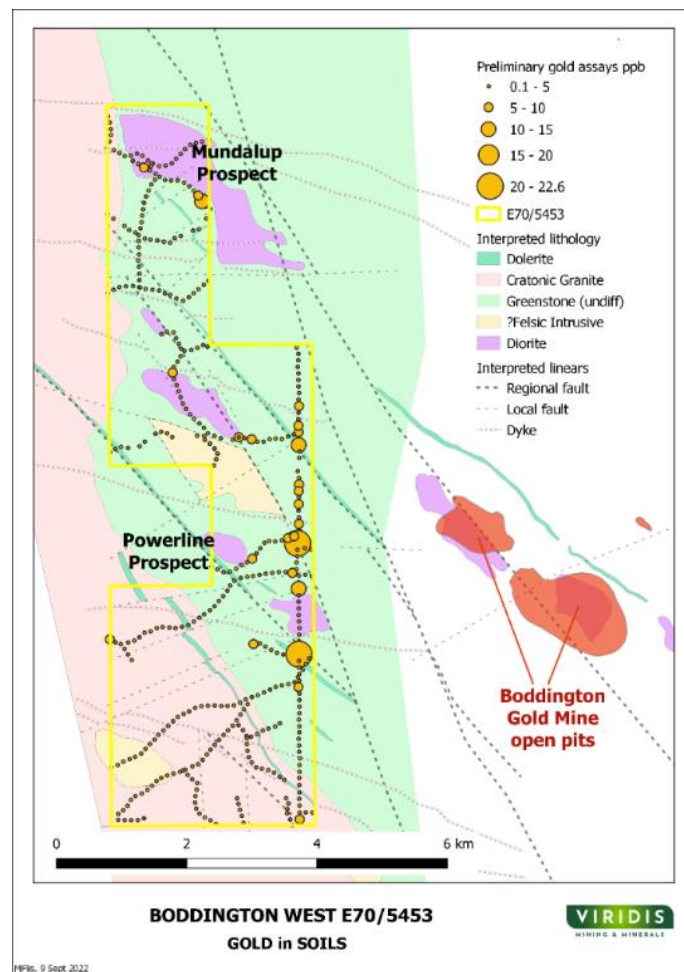 Preliminary gold assays ppb
0.1 - 5
5 - 10
10 - 15
15 - 20
20 - 22.6
E70/5453
Interpreted lithology
Dolerite
Cratonic Granite
Greenstone (undiff)
?Felsic Intrusive
Diorite
Interpreted linears
Regional fault
Local fault
Dyke
Mundalup
Prospect
Powerline
Prospect
Boddington
Gold Mine
open pits
0 2 4 6 km
BODDINGTON WEST E70/5453
GOLD in SOILS
VIRIDIS
MINING & MINERALS
MFlis, 9 Sept 2022